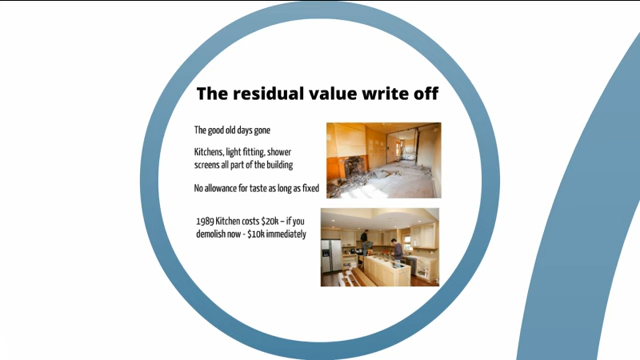 The residual value write off
The good old days gone
Kitchens, light fitting, shower
screens all part of the building
No allowance for taste as long as fixed
1989 Kitchen costs $20k – if you
demolish now - $10k immediately